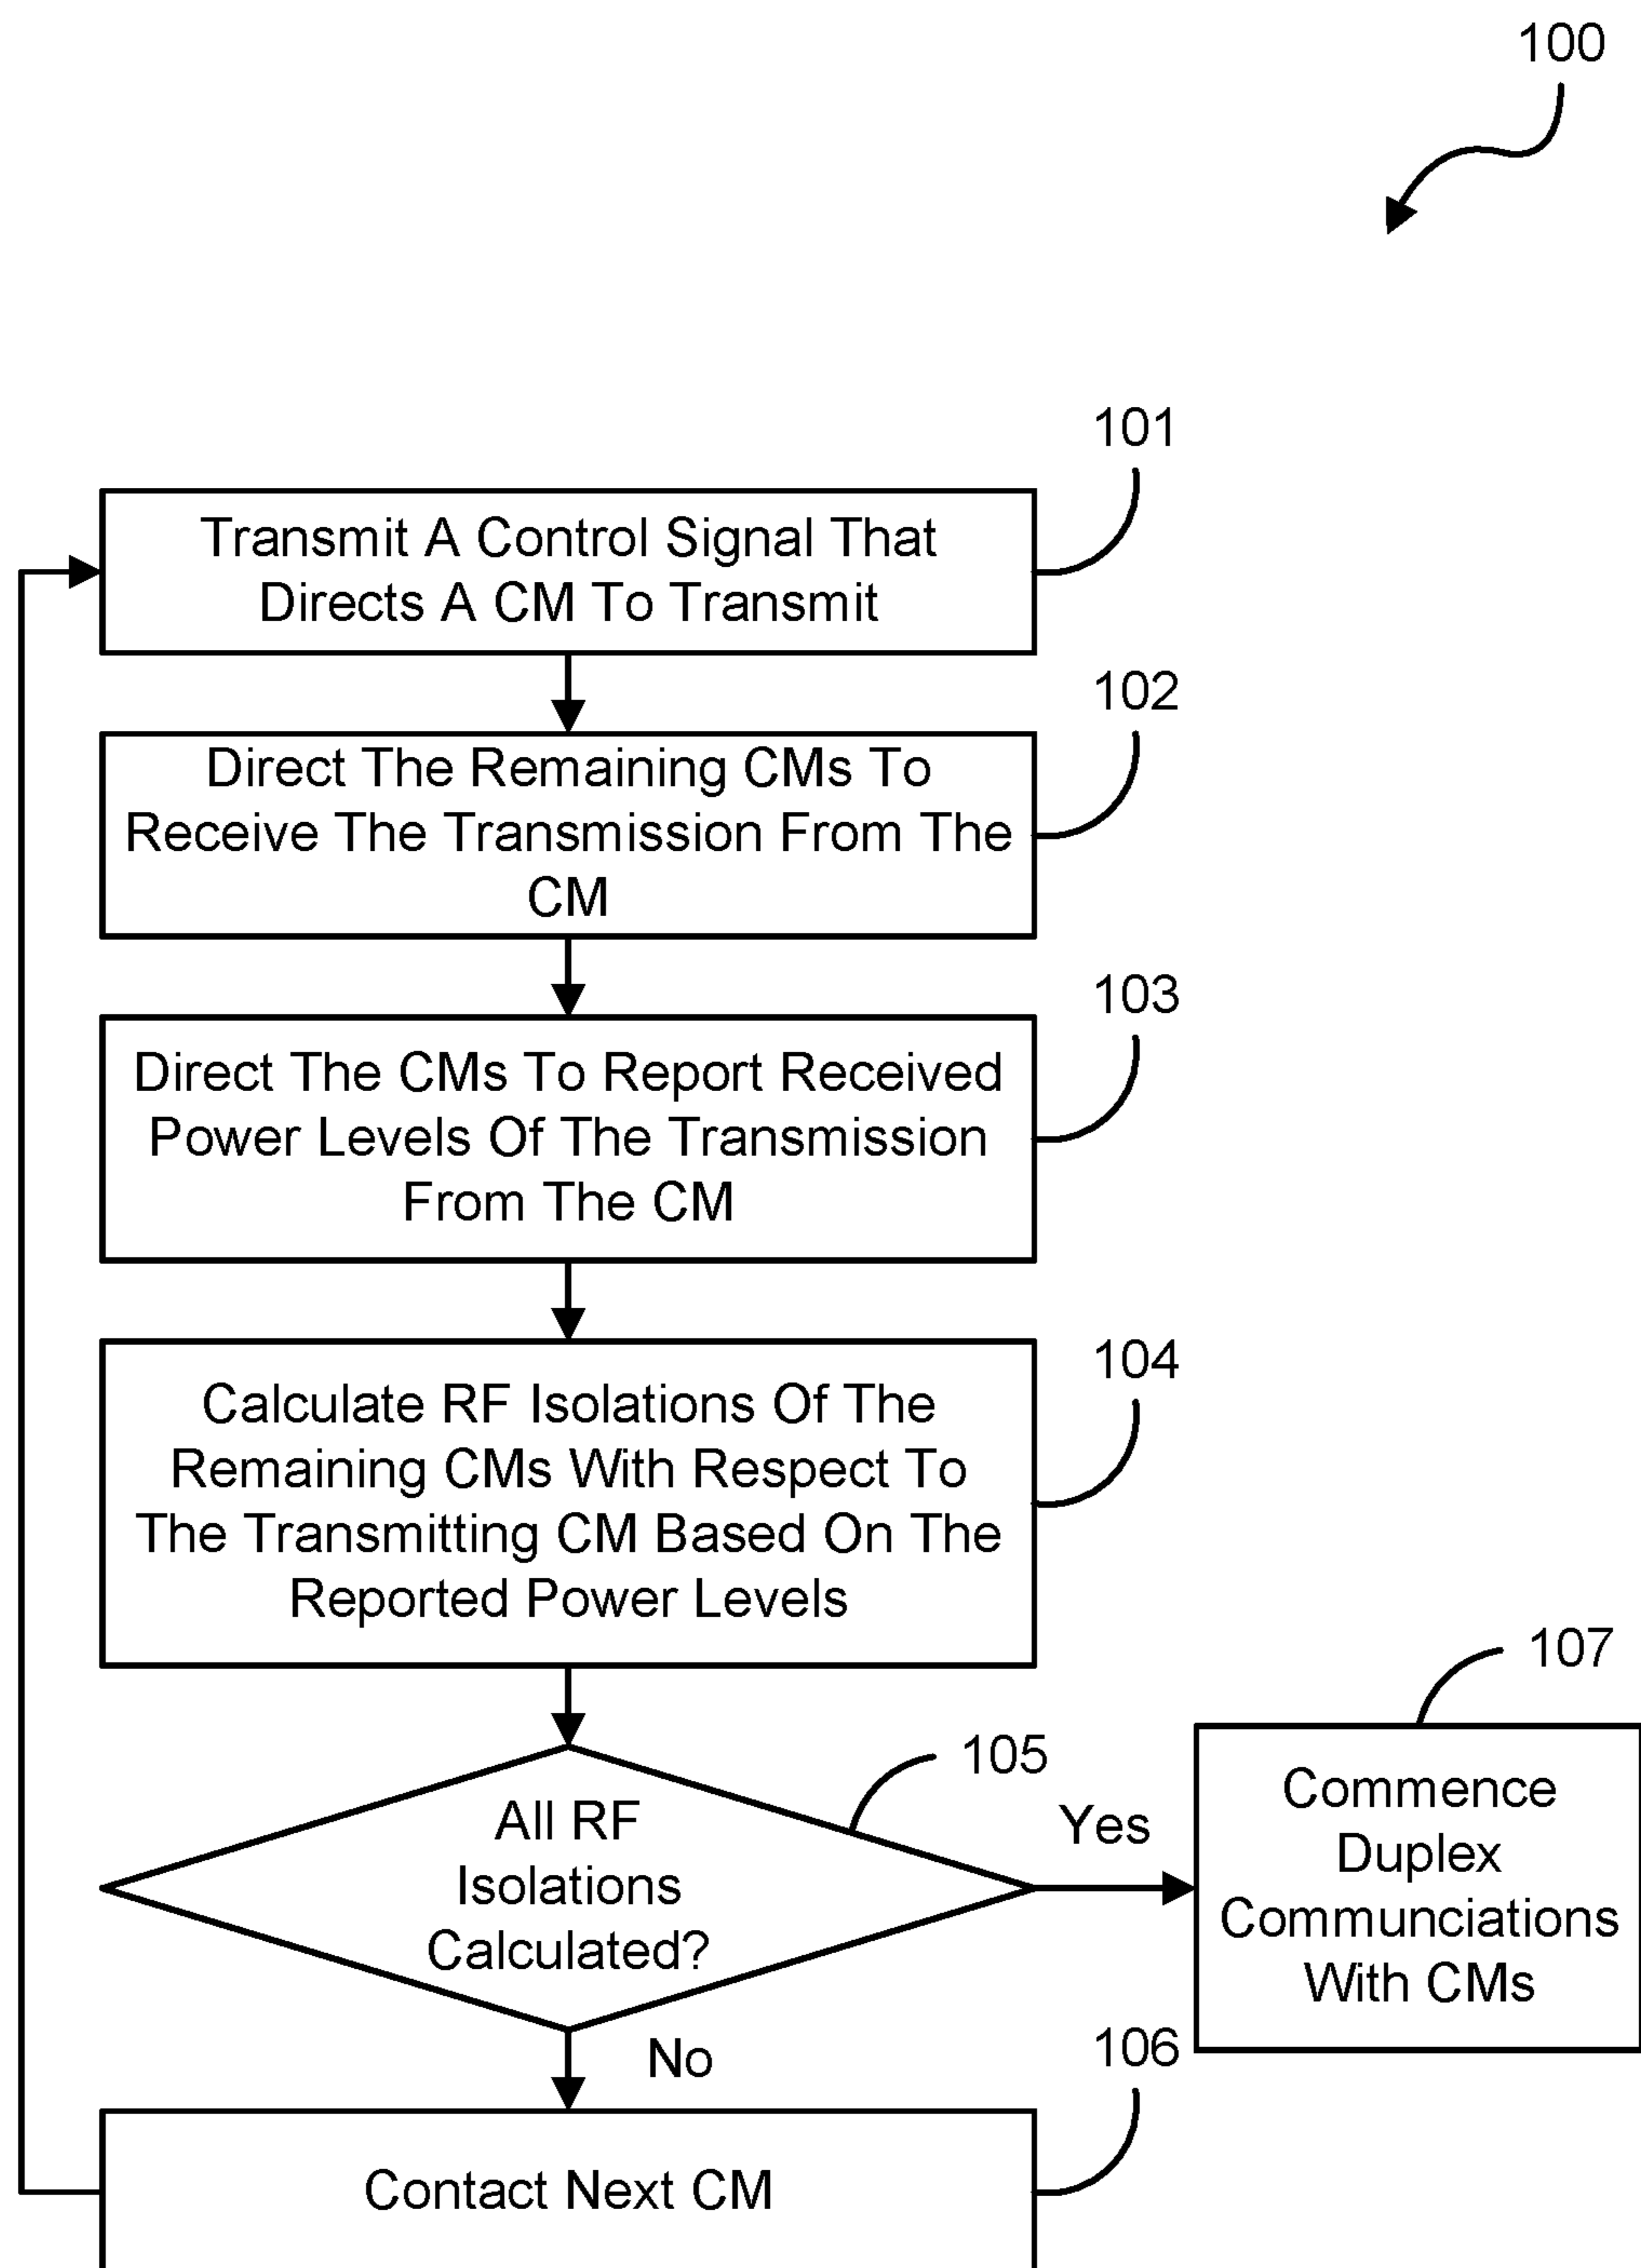 100
101
Transmit A Control Signal That
Directs A CM To Transmit
102
Direct The Remaining CMs To
Receive The Transmission From The
CM
103
Direct The CMs To Report Received
Power Levels Of The Transmission
From The CM
104
Calculate RF Isolations Of The
Remaining CMs With Respect To
The Transmitting CM Based On The
Reported Power Levels
105
All RF
Isolations
Calculated?
Yes
107
Commence
Duplex
Communciations
With CMs
No
106
Contact Next CM